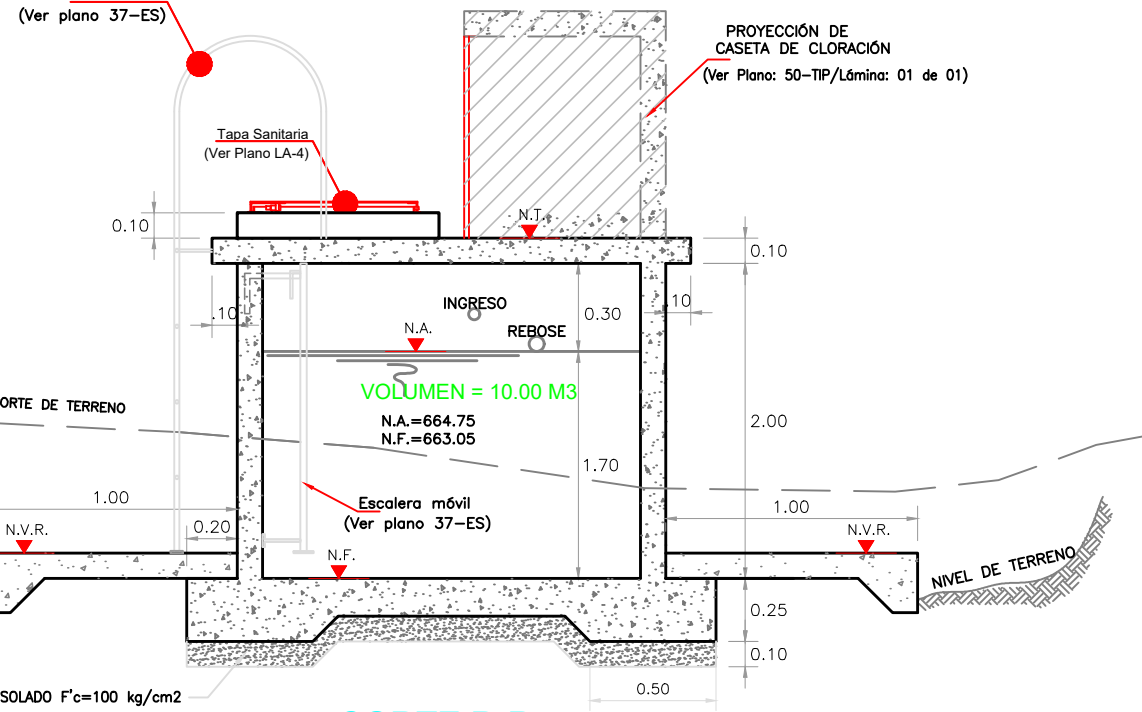 (Ver plano 37-ES)
PROYECCIÓN DE
CASETA DE CLORACIÓN
(Ver Plano: 50-TIP/Lámina: 01 de 01)
Tapa Sanitaria
(Ver Plano LA-4)
0.10
N.T.
0.10
INGRESO
.10
0.30
.10
N.A.
REBOSE
VOLUMEN = 10.00 M3
ORTE DE TERRENO
N.A.=664.75
N.F.=663.05
2.00
1.70
1.00
Escalera móvil
(Ver plano 37-ES)
1.00
N.V.R.
0.20
N.V.R.
N.F.
NIVEL DE TERRENO
0.25
0.10
SOLADO F'c=100 kg/cm2
0.50